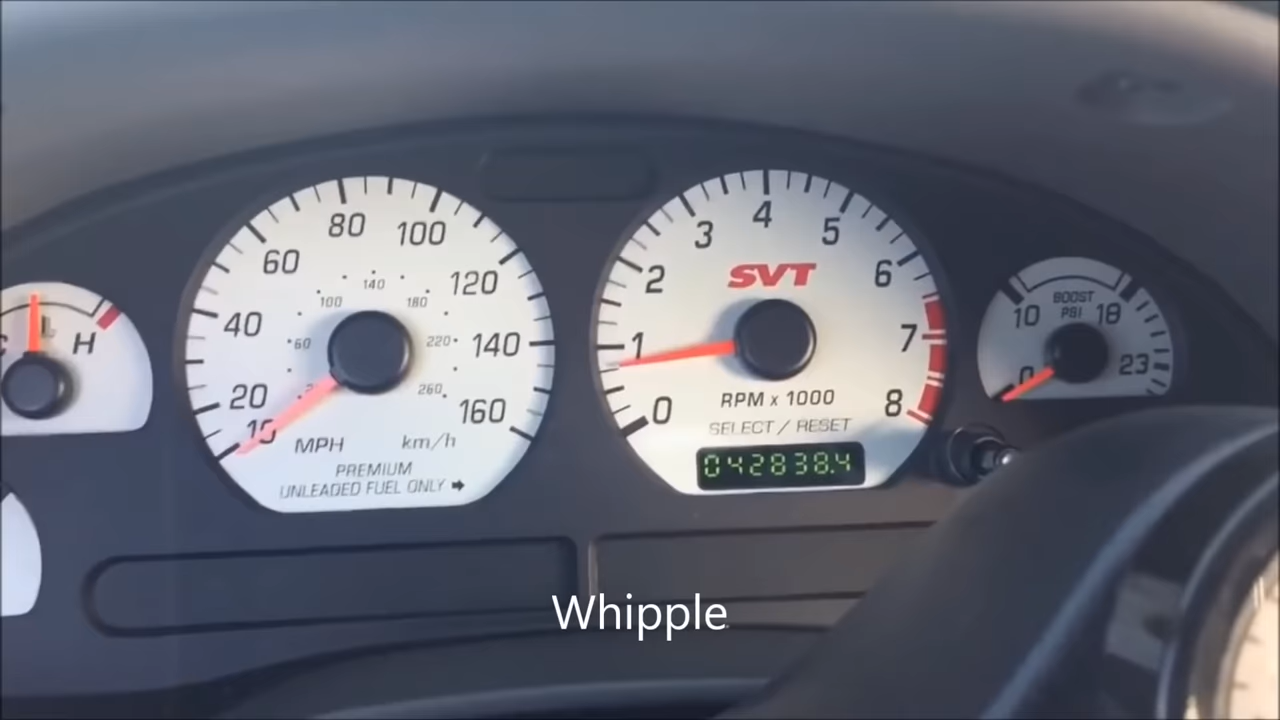 H
20
40
60
80
100
120
140
160
10
60
100
140
180
220
260
MPH
km/h
PREMIUM
UNLEADED FUEL ONLY
0
1
2
3
4
5
6
7
8
SVT
RPM x 1000
SELECT / RESET
042838.4
BOOST
PSI
0
10
18
23
Whipple